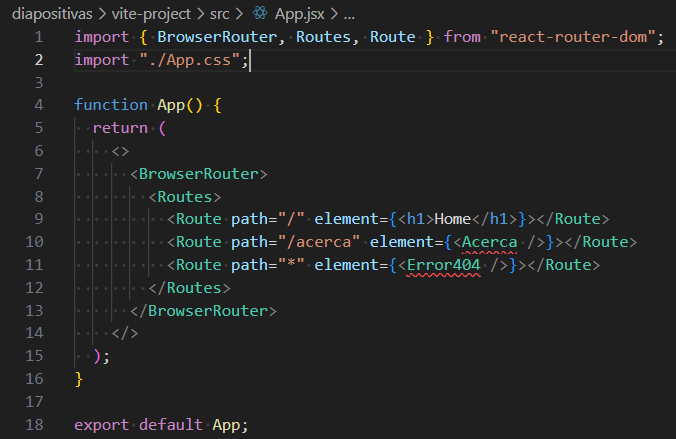 diapositivas > vite-project > src > App.jsx > ...
1 import { BrowserRouter, Routes, Route } from "react-router-dom";
2 import "./App.css";
3
4 function App() {
5   return (
6     <>
7       <BrowserRouter>
8         <Routes>
9           <Route path="/" element={<h1>Home</h1>}></Route>
10           <Route path="/acerca" element={<Acerca />}></Route>
11           <Route path="*" element={<Error404 />}></Route>
12         </Routes>
13       </BrowserRouter>
14     </>
15   );
16 }
17
18 export default App;